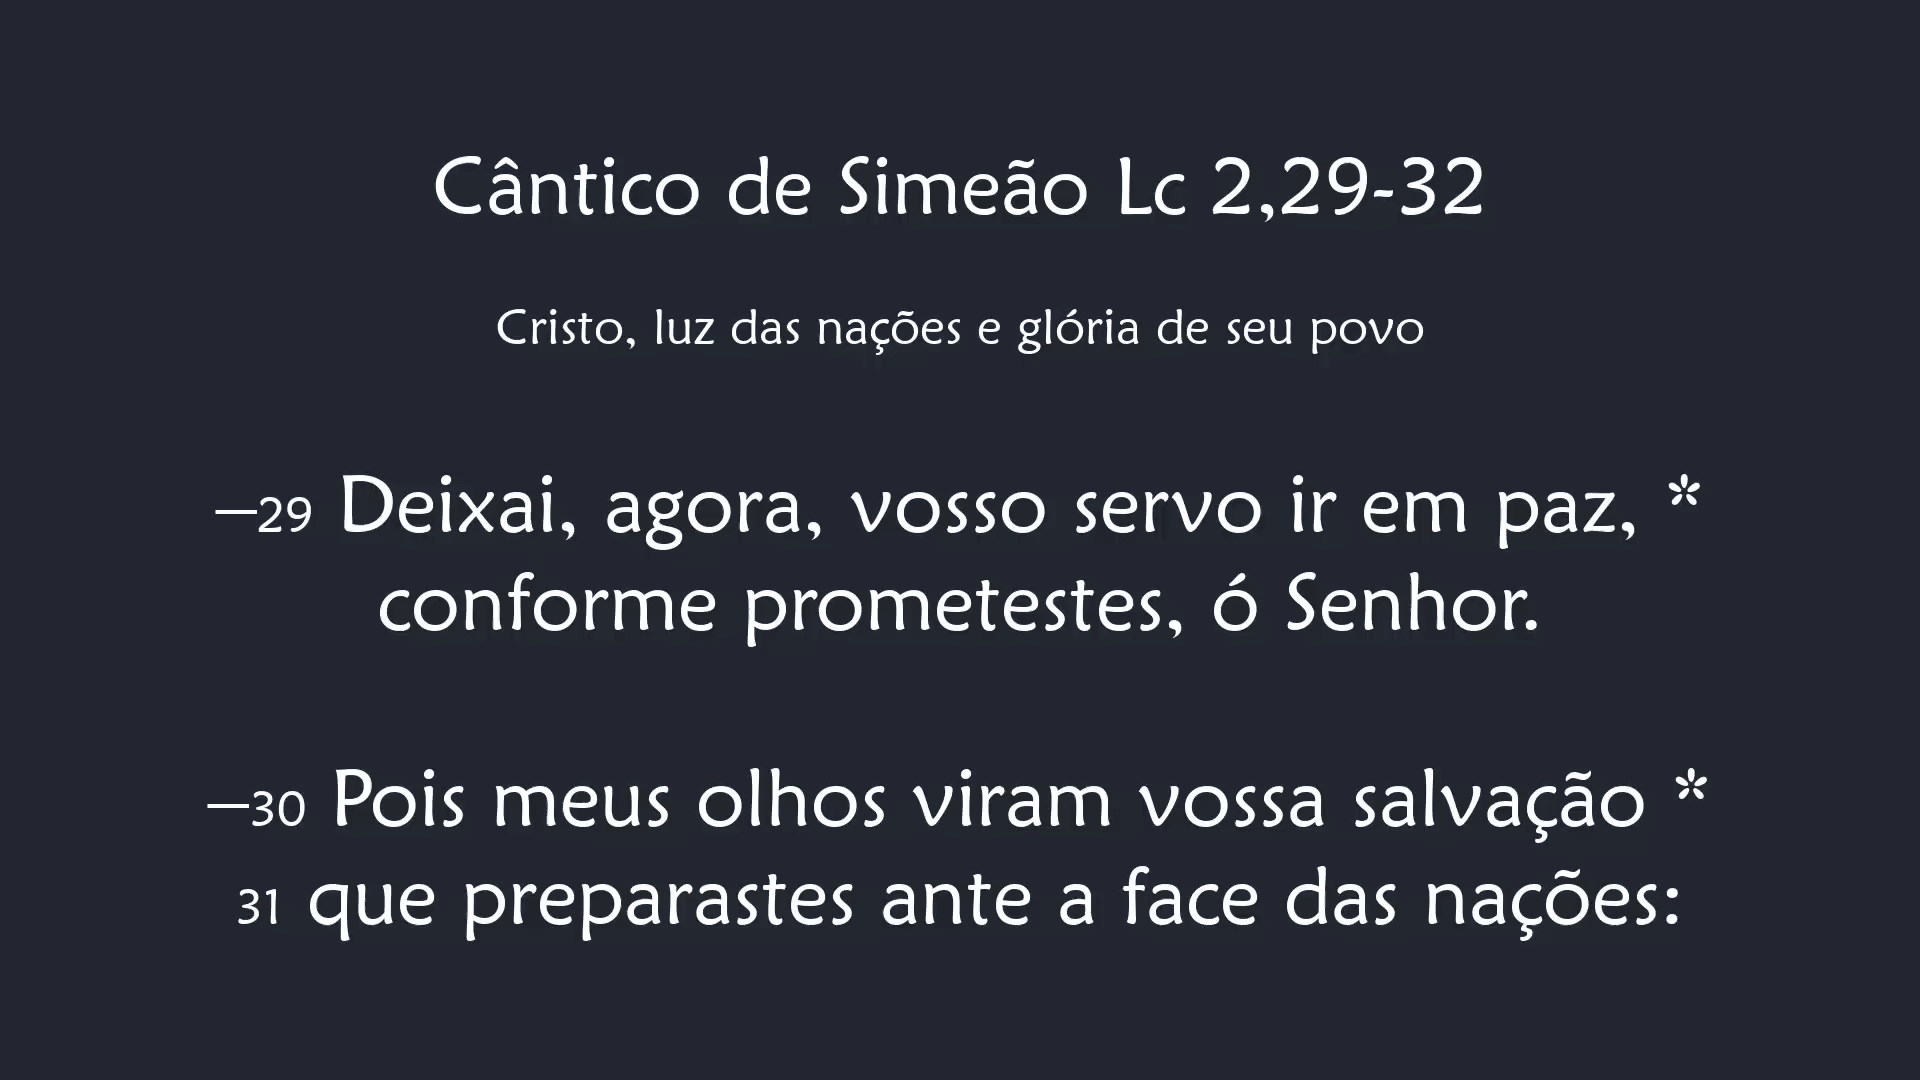 Cântico de Simeão Lc 2,29-32
Cristo, luz das nações e glória de seu povo
—29 Deixai, agora, vosso servo ir em paz, *
conforme prometestes, ó Senhor.
—30 Pois meus olhos viram vossa salvação *
31 que preparastes ante a face das nações: